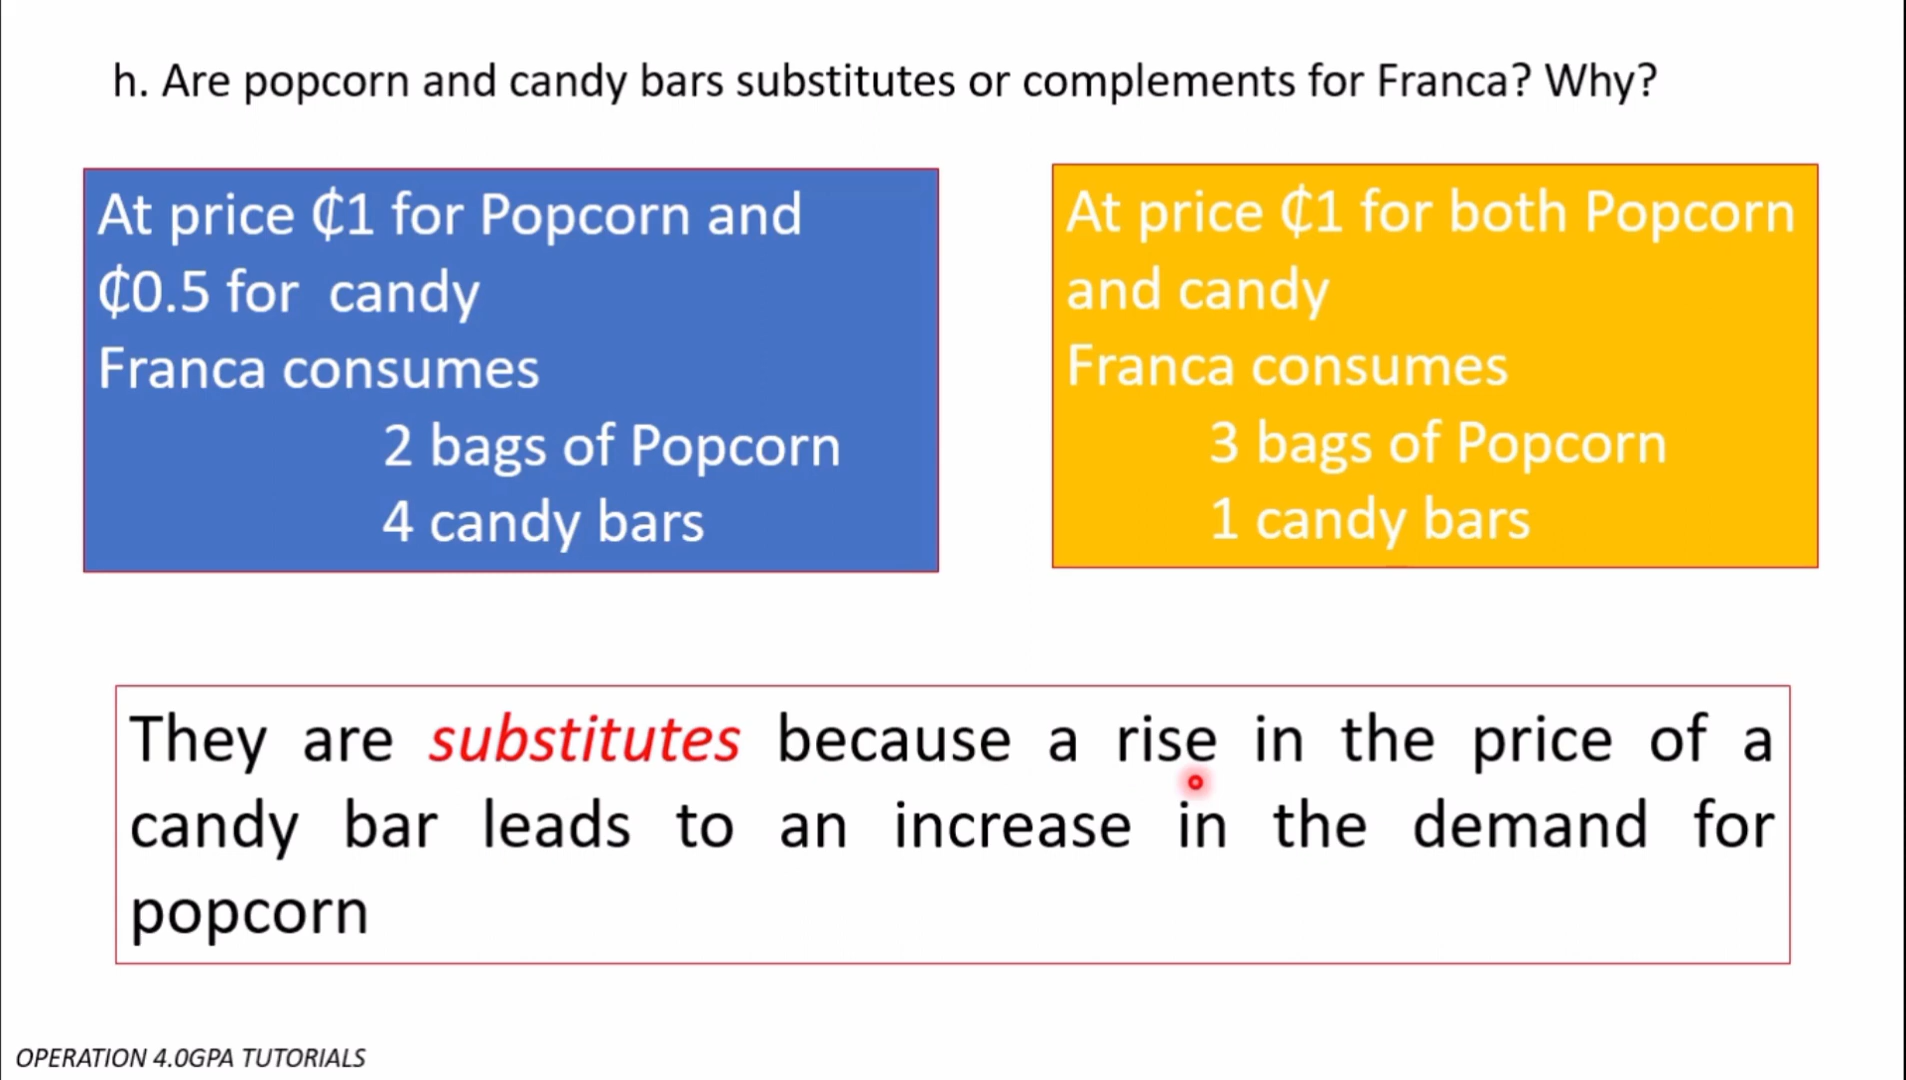 h. Are popcorn and candy bars substitutes or complements for Franca? Why?
At price ₵1 for Popcorn and
₵0.5 for candy
Franca consumes
2 bags of Popcorn
4 candy bars
At price ₵1 for both Popcorn
and candy
Franca consumes
3 bags of Popcorn
1 candy bars
They are substitutes because a rise in the price of a
candy bar leads to an increase in the demand for
popcorn
OPERATION 4.0GPA TUTORIALS